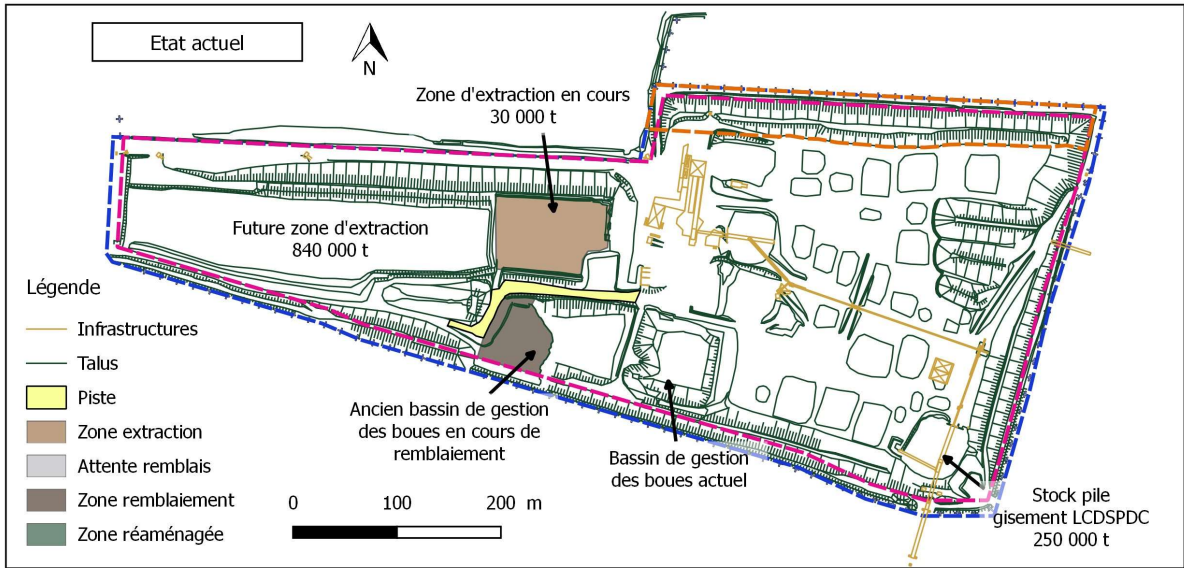 Etat actuel
N
Zone d'extraction en cours
30 000 t
Future zone d'extraction
840 000 t
Légende
Infrastructures
Talus
Piste
Zone extraction
Attente remblais
Zone remblaiement
Zone réaménagée
Ancien bassin de gestion
des boues en cours de
remblaiement
Bassin de gestion
des boues actuel
Stock pile
gisement LCDSPDC
250 000 t
0 100 200 m